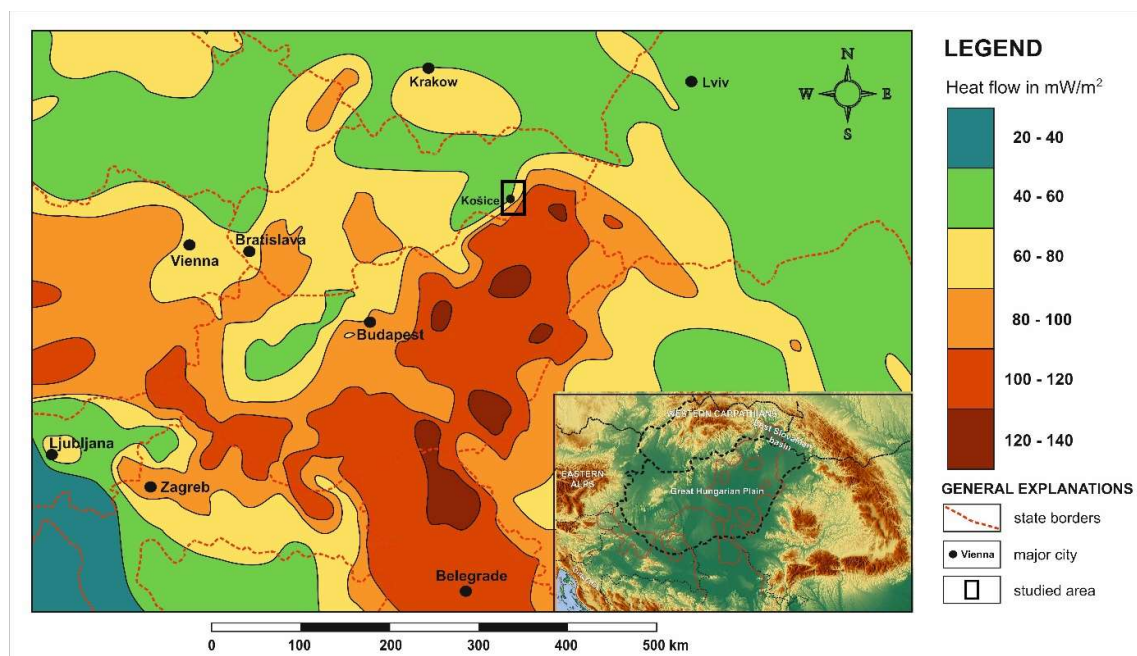 Krakow
Lviv
N
W E
S
Košice
Bratislava
Vienna
Budapest
Ljubljana
Zagreb
Belegrade
WESTERN CARPATHIANS
East Slovakian
basin
EASTERN
ALPS
Great Hungarian Plain
0 100 200 300 400 500 km
LEGEND
Heat flow in mW/m²
20 - 40
40 - 60
60 - 80
80 - 100
100 - 120
120 - 140
GENERAL EXPLANATIONS
state borders
Vienna major city
studied area